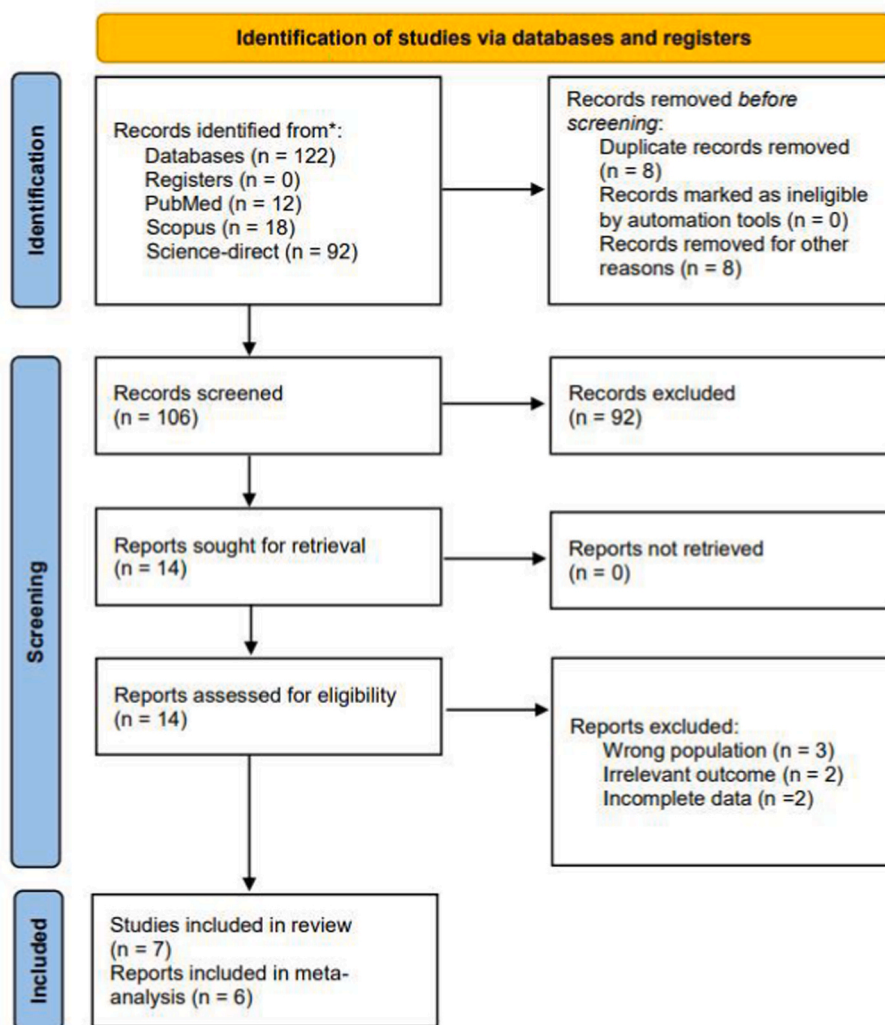 Identification of studies via databases and registers
Identification
Records identified from*:
Databases (n = 122)
Registers (n = 0)
PubMed (n = 12)
Scopus (n = 18)
Science-direct (n = 92)
Records removed before
screening:
Duplicate records removed
(n = 8)
Records marked as ineligible
by automation tools (n = 0)
Records removed for other
reasons (n = 8)
Screening
Records screened
(n = 106)
Records excluded
(n = 92)
Reports sought for retrieval
(n = 14)
Reports not retrieved
(n = 0)
Reports assessed for eligibility
(n = 14)
Reports excluded:
Wrong population (n = 3)
Irrelevant outcome (n = 2)
Incomplete data (n =2)
Included
Studies included in review
(n = 7)
Reports included in meta-
analysis (n = 6)